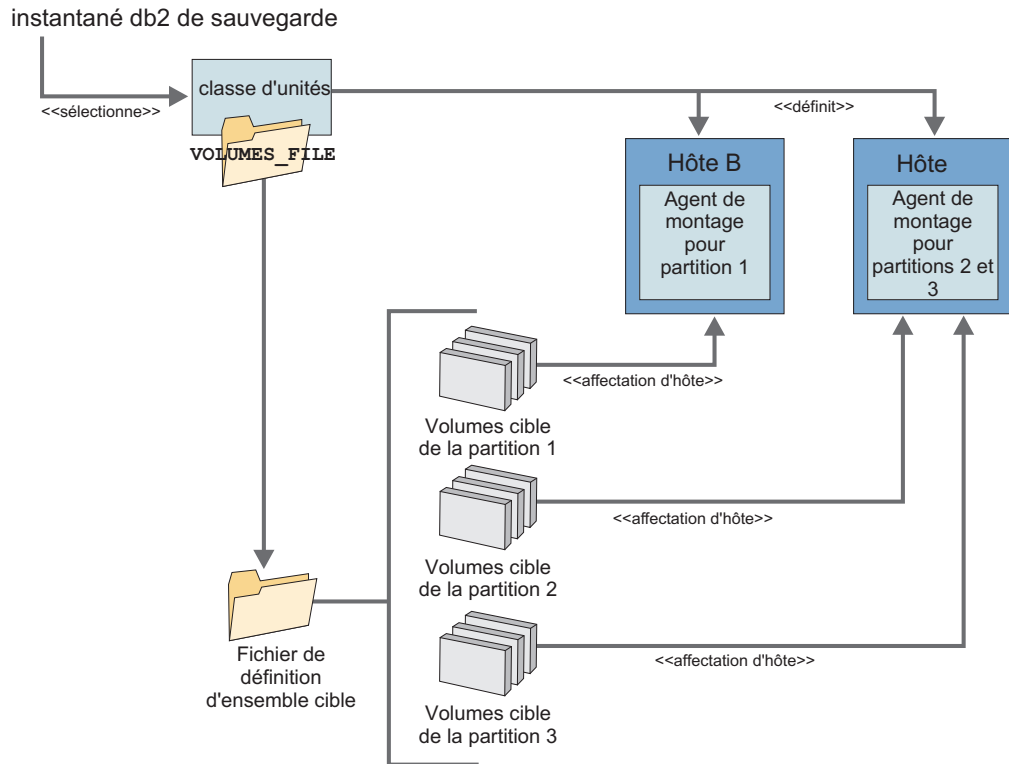 instantané db2 de sauvegarde
<<sélectionne>>
classe d'unités
VOLUMES_FILE
<<définit>>
Hôte B
Agent de
montage
pour
partition 1
Hôte
Agent de
montage
pour
partitions 2 et
3
<<affectation d'hôte>>
Volumes cible
de la partition 1
<<affectation d'hôte>>
Volumes cible
de la partition 2
Fichier de
définition
d'ensemble cible
<<affectation d'hôte>>
Volumes cible
de la partition 3